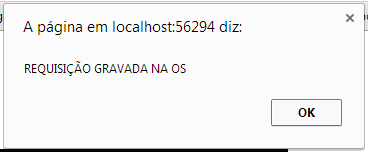 A página em localhost:56294 diz:
REQUISIÇÃO GRAVADA NA OS
OK